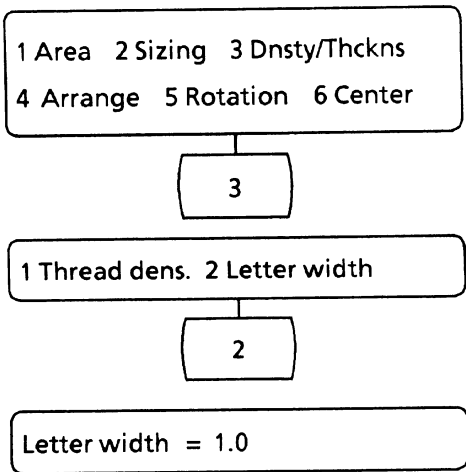 1 Area 2 Sizing 3 Dnsty/Thckns
4 Arrange 5 Rotation 6 Center
3
1 Thread dens. 2 Letter width
2
Letter width = 1.0